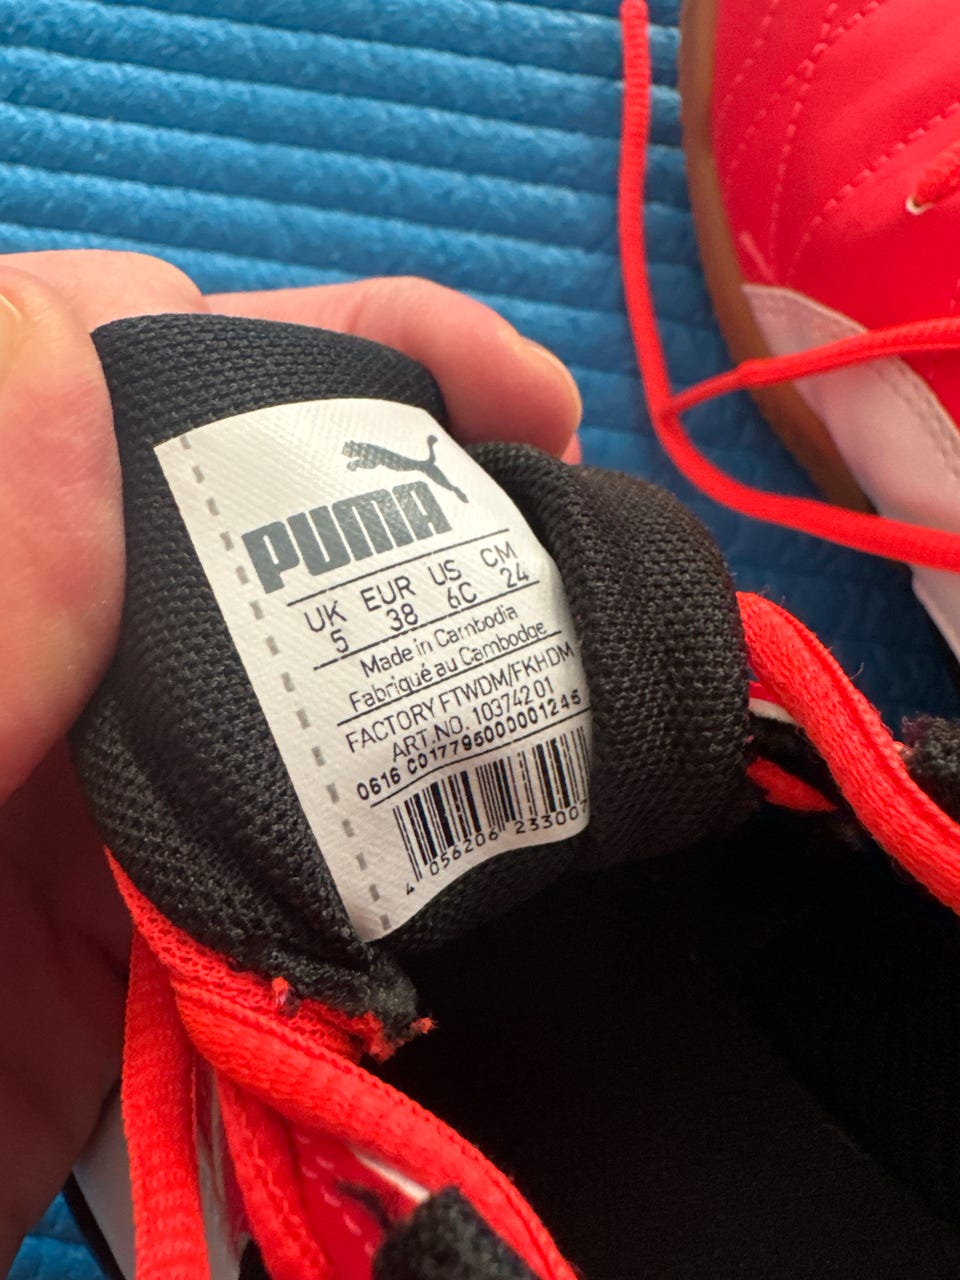 PUMA
UK EUR US CM
5 38 6C 24
Made in Cambodia
Fabriqué au Cambodge
FACTORY FTWDM/FKHDM
ART.NO. 103742 01
0616 C0177950000001245
4 056206 233007